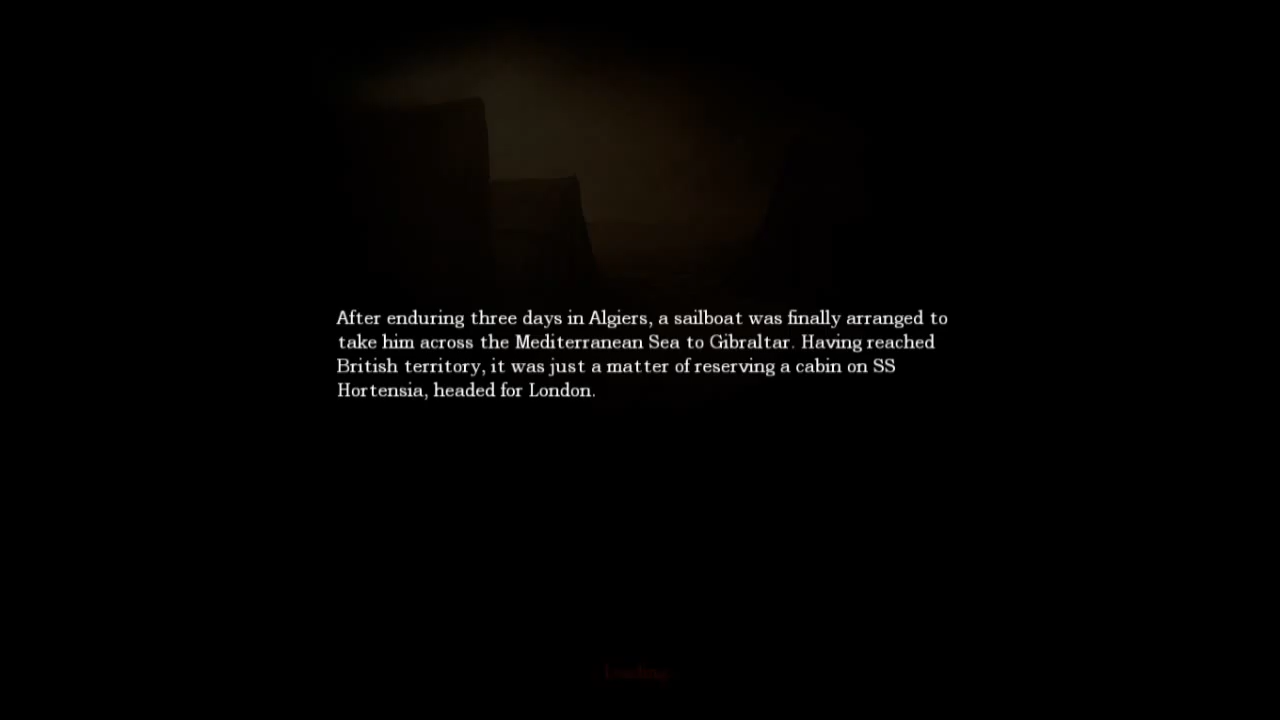 After enduring three days in Algiers, a sailboat was finally arranged to
take him across the Mediterranean Sea to Gibraltar. Having reached
British territory, it was just a matter of reserving a cabin on SS
Hortensia, headed for London.
Loading